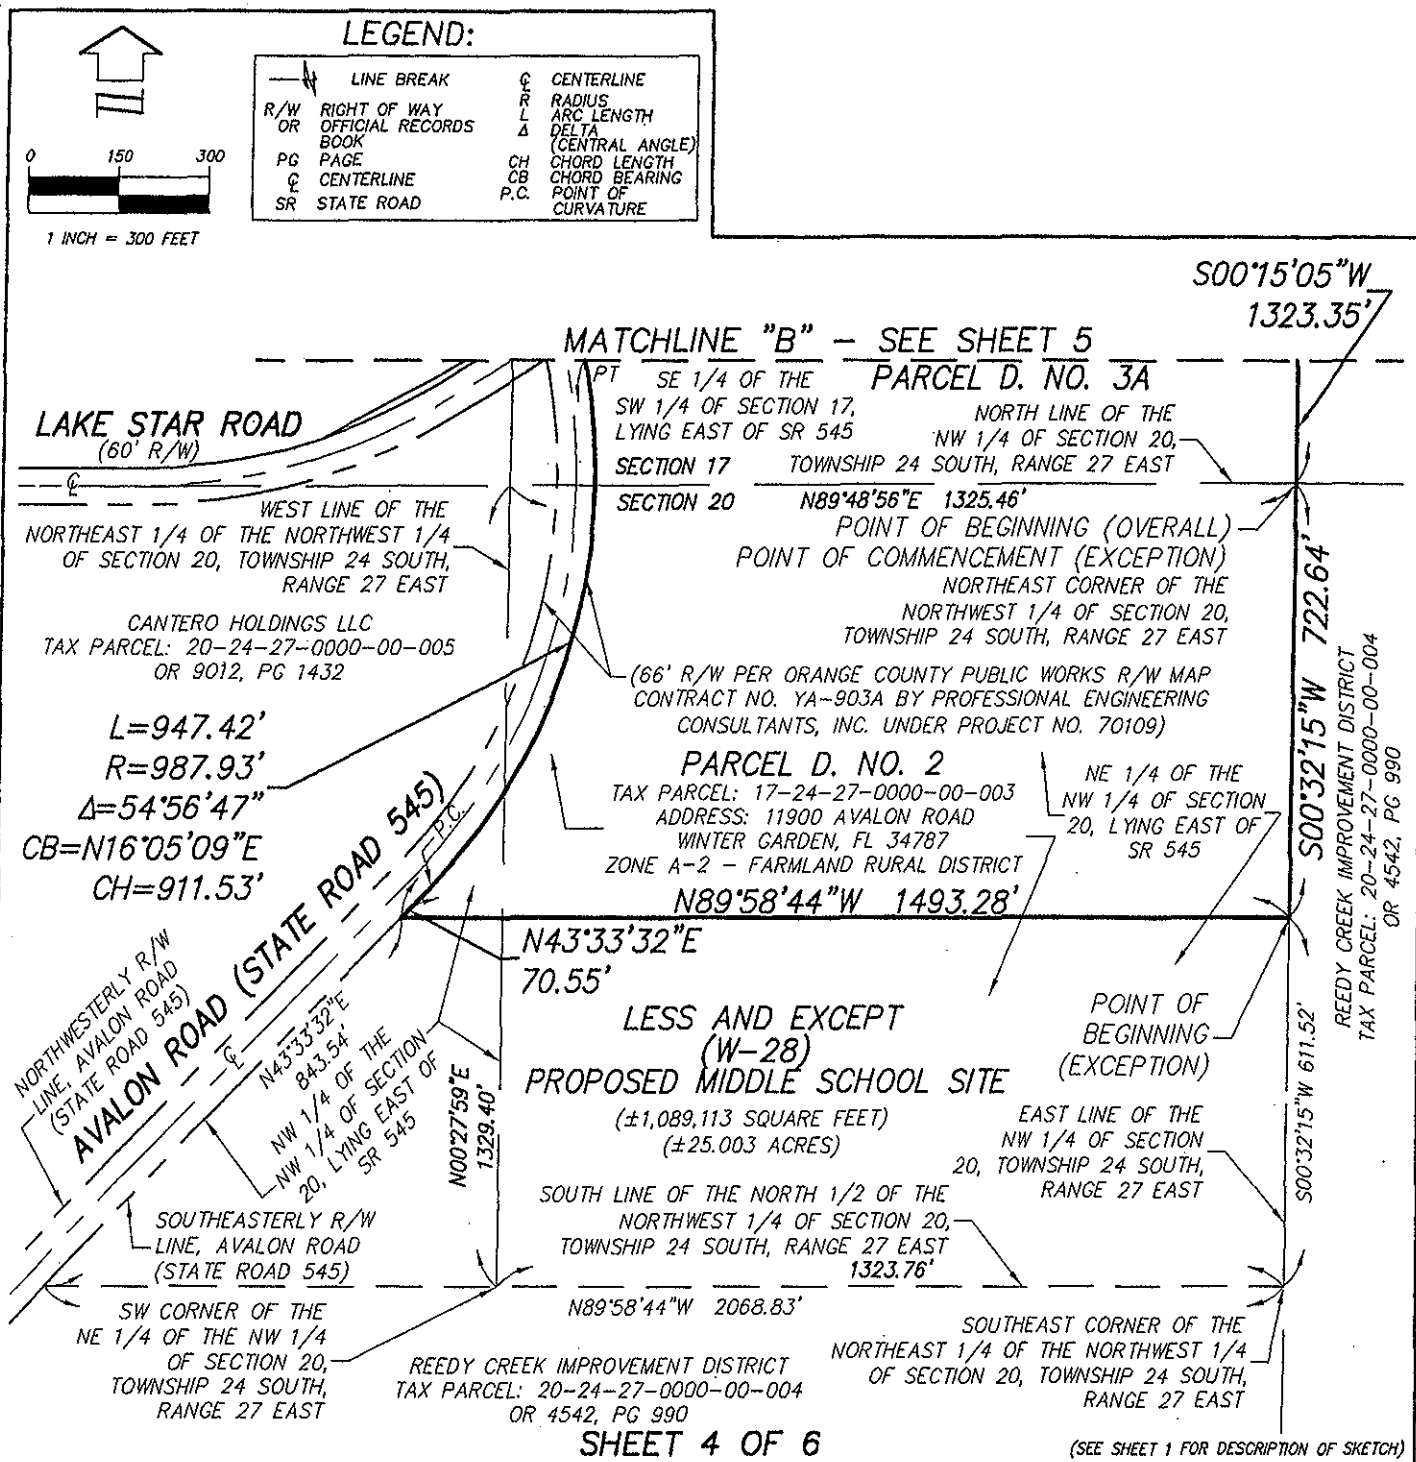 LEGEND:
LINE BREAK
R/W RIGHT OF WAY
OR OFFICIAL RECORDS
BOOK
PG PAGE
℄ CENTERLINE
SR STATE ROAD
℄ CENTERLINE
R RADIUS
L ARC LENGTH
Δ DELTA
(CENTRAL ANGLE)
CH CHORD LENGTH
CB CHORD BEARING
P.C. POINT OF
CURVATURE
0 150 300
1 INCH = 300 FEET
S00°15'05"W
1323.35'
MATCHLINE "B" - SEE SHEET 5
PT
SE 1/4 OF THE
SW 1/4 OF SECTION 17,
LYING EAST OF SR 545
PARCEL D. NO. 3A
NORTH LINE OF THE
NW 1/4 OF SECTION 20,
TOWNSHIP 24 SOUTH, RANGE 27 EAST
LAKE STAR ROAD
(60' R/W)
℄
SECTION 17
SECTION 20
N89°48'56"E 1325.46'
WEST LINE OF THE
NORTHEAST 1/4 OF THE NORTHWEST 1/4
OF SECTION 20, TOWNSHIP 24 SOUTH,
RANGE 27 EAST
POINT OF BEGINNING (OVERALL)
POINT OF COMMENCEMENT (EXCEPTION)
NORTHEAST CORNER OF THE
NORTHWEST 1/4 OF SECTION 20,
TOWNSHIP 24 SOUTH, RANGE 27 EAST
CANTERO HOLDINGS LLC
TAX PARCEL: 20-24-27-0000-00-005
OR 9012, PG 1432
(66' R/W PER ORANGE COUNTY PUBLIC WORKS R/W MAP
CONTRACT NO. YA-903A BY PROFESSIONAL ENGINEERING
CONSULTANTS, INC. UNDER PROJECT NO. 70109)
S00°32'15"W 722.64'
REEDY CREEK IMPROVEMENT DISTRICT
TAX PARCEL: 20-24-27-0000-00-004
OR 4542, PG 990
L=947.42'
R=987.93'
Δ=54°56'47"
CB=N16°05'09"E
CH=911.53'
PARCEL D. NO. 2
TAX PARCEL: 17-24-27-0000-00-003
ADDRESS: 11900 AVALON ROAD
WINTER GARDEN, FL 34787
ZONE A-2 - FARMLAND RURAL DISTRICT
NE 1/4 OF THE
NW 1/4 OF SECTION
20, LYING EAST OF
SR 545
P.C.
N89°58'44"W 1493.28'
N43°33'32"E
70.55'
AVALON ROAD (STATE ROAD 545)
℄
NORTHWESTERLY R/W
LINE, AVALON ROAD
(STATE ROAD 545)
N43°33'32"E
843.54'
NW 1/4 OF THE
NW 1/4 OF SECTION
20, LYING EAST OF
SR 545
N00°27'59"E
1329.40'
LESS AND EXCEPT
(W-28)
PROPOSED MIDDLE SCHOOL SITE
(±1,089,113 SQUARE FEET)
(±25.003 ACRES)
POINT OF
BEGINNING
(EXCEPTION)
S00°32'15"W 611.52'
EAST LINE OF THE
NW 1/4 OF SECTION
20, TOWNSHIP 24 SOUTH,
RANGE 27 EAST
SOUTH LINE OF THE NORTH 1/2 OF THE
NORTHWEST 1/4 OF SECTION 20,
TOWNSHIP 24 SOUTH, RANGE 27 EAST
1323.76'
SOUTHEASTERLY R/W
LINE, AVALON ROAD
(STATE ROAD 545)
N89°58'44"W 2068.83'
SW CORNER OF THE
NE 1/4 OF THE NW 1/4
OF SECTION 20,
TOWNSHIP 24 SOUTH,
RANGE 27 EAST
SOUTHEAST CORNER OF THE
NORTHEAST 1/4 OF THE NORTHWEST 1/4
OF SECTION 20, TOWNSHIP 24 SOUTH,
RANGE 27 EAST
REEDY CREEK IMPROVEMENT DISTRICT
TAX PARCEL: 20-24-27-0000-00-004
OR 4542, PG 990
SHEET 4 OF 6
(SEE SHEET 1 FOR DESCRIPTION OF SKETCH)